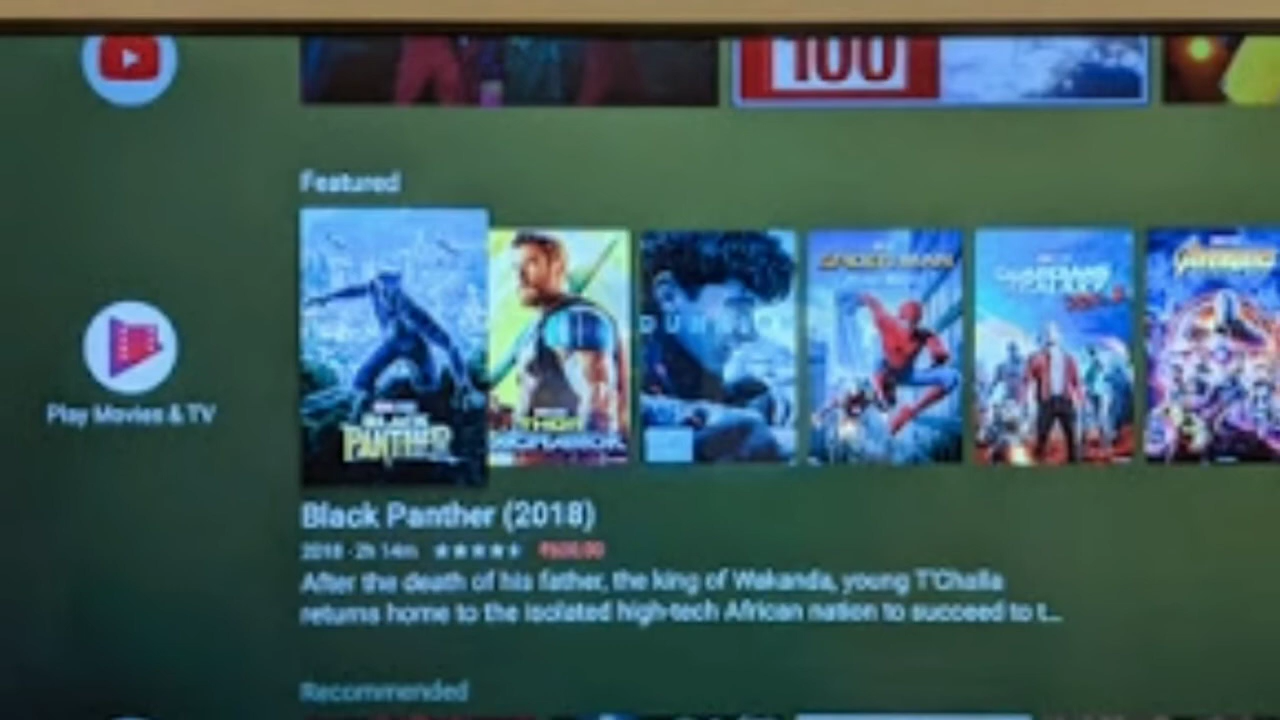 100
Featured
BLACK
PANTHER
THOR
RAGNAROK
DUNKIRK
SPIDER-MAN
GUARDIANS
GALAXY
VOL. 2
AVENGERS
Play Movies & TV
Black Panther (2018)
2018 · 2h 14m
After the death of his father, the king of Wakanda, young T'Challa
returns home to the isolated high-tech African nation to succeed to t...
Recommended